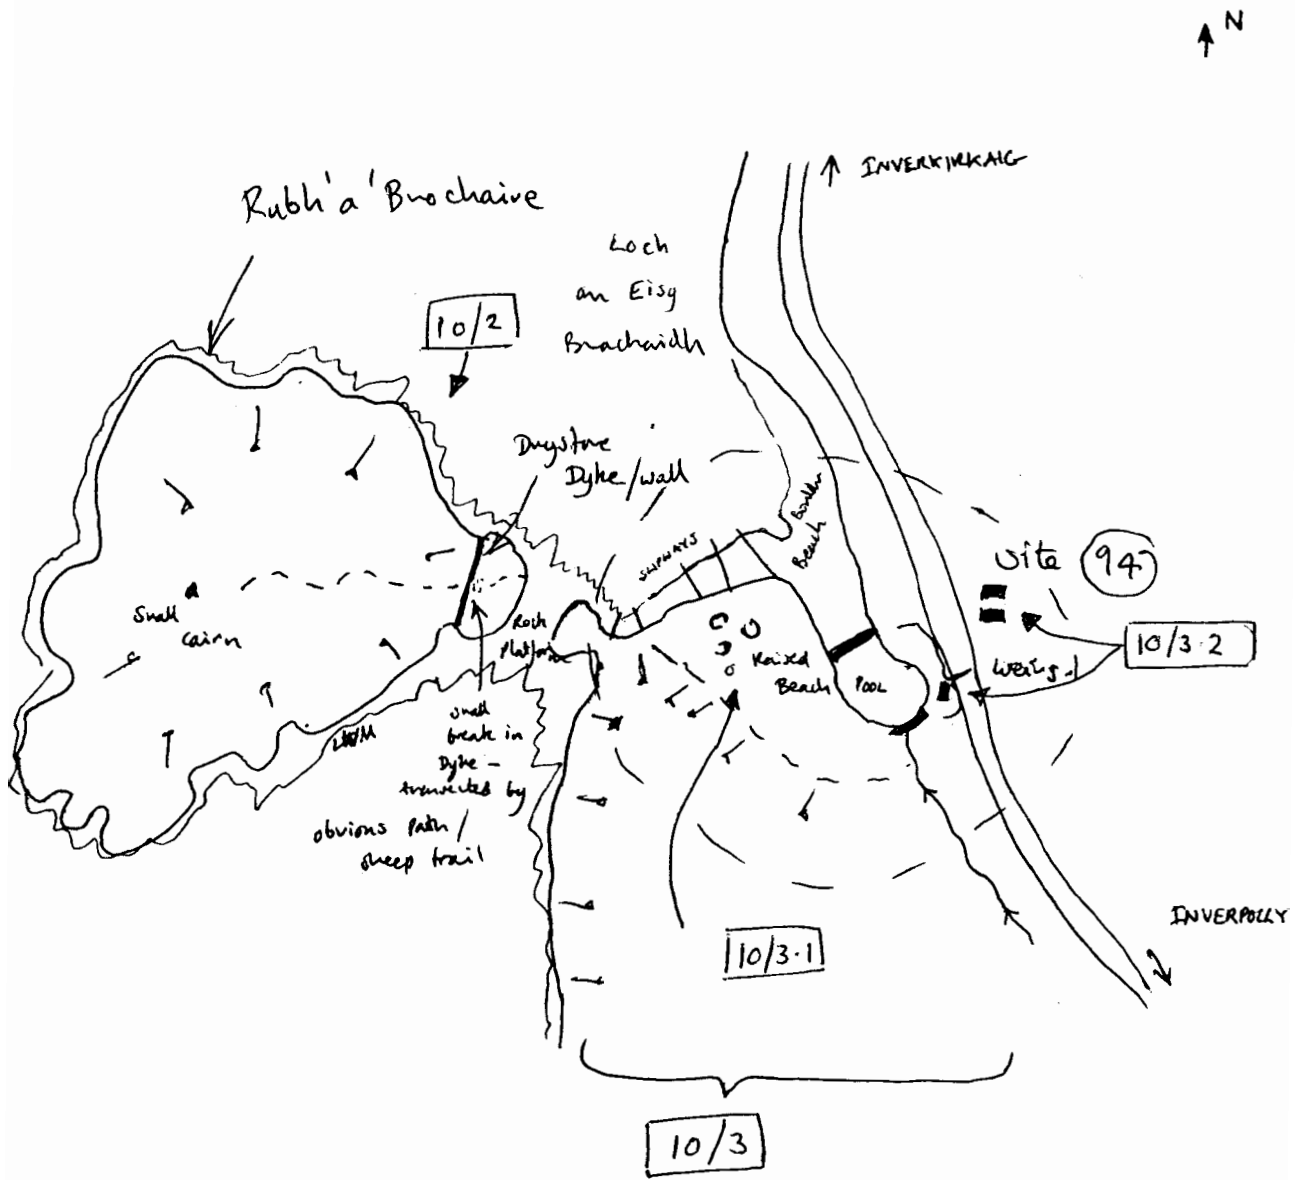 N
INVERKIRKAIG
Rubh'a'Brochaire
Loch
an Eisg
Brachaidh
10/2
Drystone
Dyke/wall
Boulder
Beach
SLIPWAYS
Site 94
10/3.2
Small
cairn
Rock
Platform
Raised
Beach
POOL
LWM
small
break in
Dyke -
transected by
obvious path/
sheep trail
10/3.1
INVERPOLLY
10/3